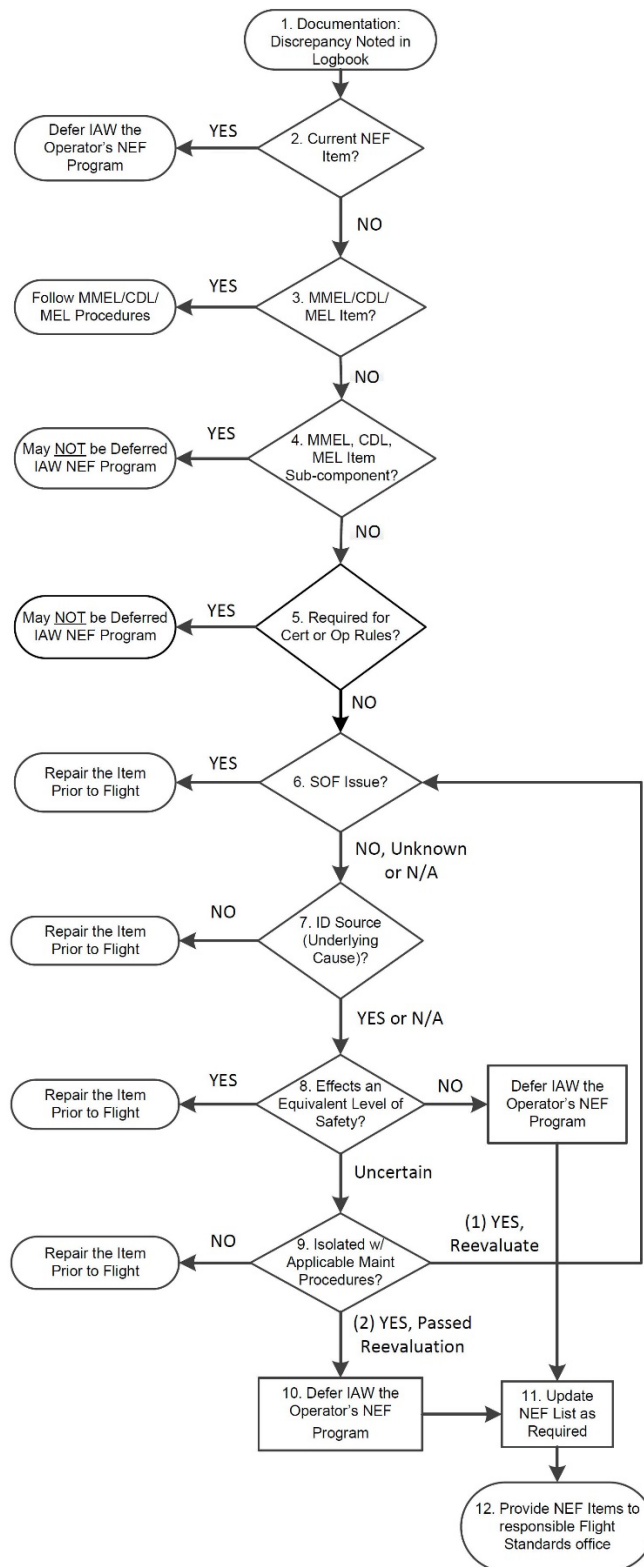 1. Documentation:
Discrepancy Noted in
Logbook
Defer IAW the
Operator's NEF
Program
YES
2. Current NEF
Item?
NO
Follow MMEL/CDL/
MEL Procedures
YES
3. MMEL/CDL/
MEL Item?
NO
May NOT be Deferred
IAW NEF Program
YES
4. MMEL, CDL,
MEL Item
Sub-component?
NO
May NOT be Deferred
IAW NEF Program
YES
5. Required for
Cert or Op Rules?
NO
Repair the Item
Prior to Flight
YES
6. SOF Issue?
NO, Unknown
or N/A
Repair the Item
Prior to Flight
NO
7. ID Source
(Underlying
Cause)?
YES or N/A
Repair the Item
Prior to Flight
YES
8. Effects an
Equivalent Level of
Safety?
NO
Defer IAW the
Operator's NEF
Program
Uncertain
Repair the Item
Prior to Flight
NO
9. Isolated w/
Applicable Maint
Procedures?
(1) YES,
Reevaluate
(2) YES, Passed
Reevaluation
10. Defer IAW the
Operator's NEF
Program
11. Update
NEF List as
Required
12. Provide NEF Items to
responsible Flight
Standards office